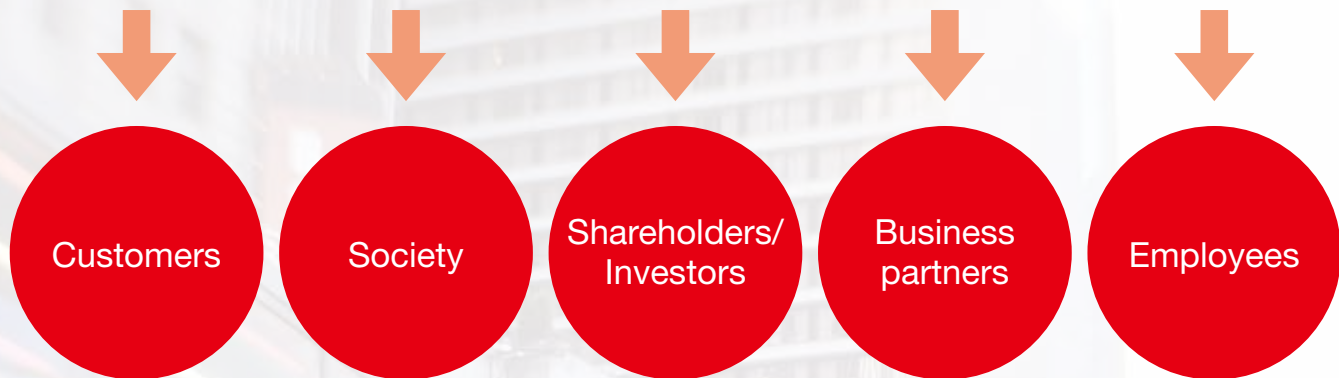 Customers
Society
Shareholders/
Investors
Business
partners
Employees